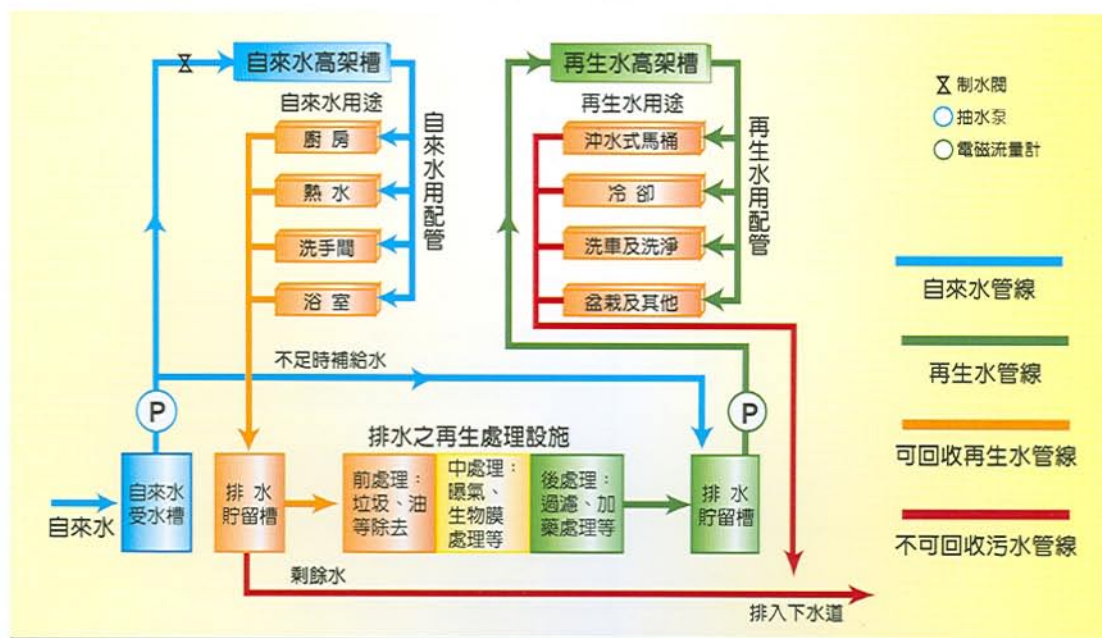 自來水高架槽
自來水用途
廚房
熱水
洗手間
浴室
自來水用配管
再生水高架槽
再生水用途
沖水式馬桶
冷卻
洗車及洗淨
盆栽及其他
再生水用配管
制水閥
抽水泵
電磁流量計
自來水管線
再生水管線
可回收再生水管線
不可回收污水管線
不足時補給水
P
P
排水之再生處理設施
自來水
自來水
受水槽
排水
貯留槽
前處理：
垃圾、油
等除去
中處理：
曝氣、
生物膜
處理等
後處理：
過濾、加
藥處理等
排水
貯留槽
剩餘水
排入下水道